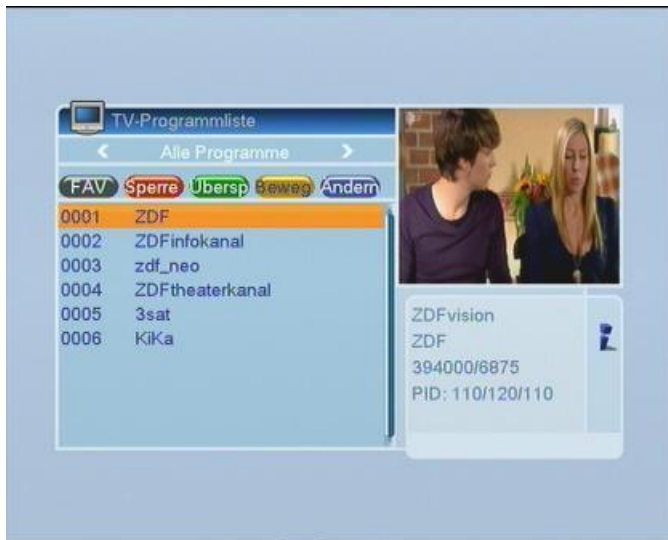 TV-Programmliste
Alle Programme
FAV Sperre Übersp Beweg Ändern
0001 ZDF
0002 ZDFinfokanal
0003 zdf_neo
0004 ZDFtheaterkanal
0005 3sat
0006 KiKa
ZDFvision
ZDF
394000/6875
PID: 110/120/110